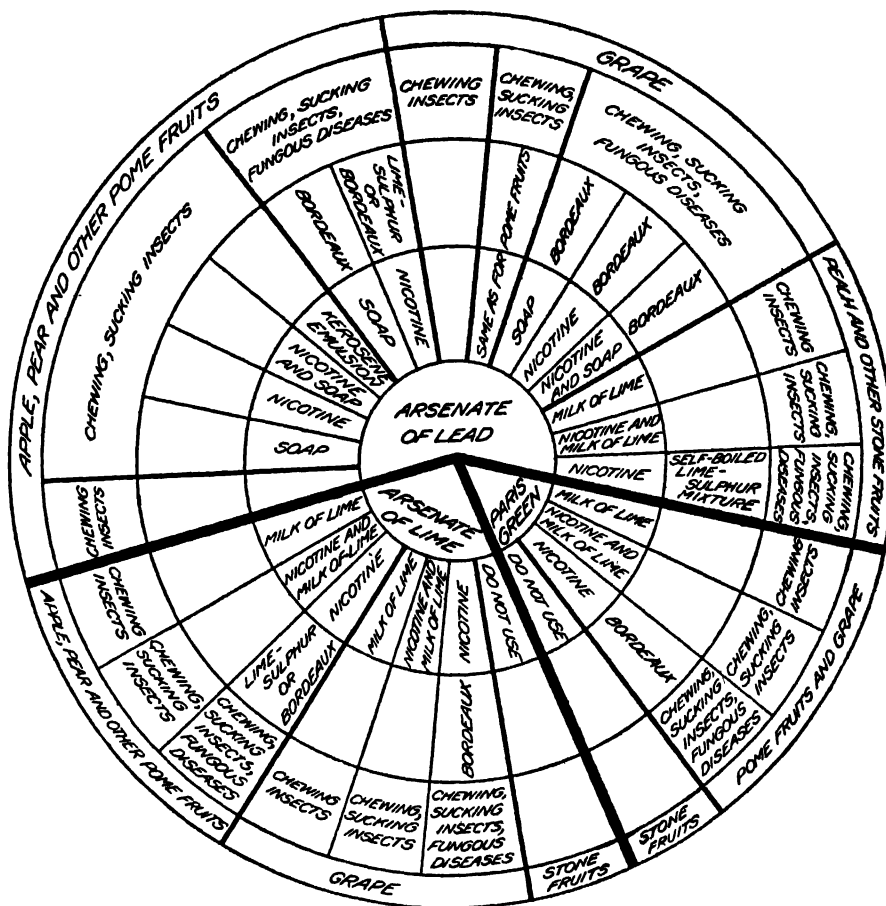 APPLE, PEAR AND OTHER POME FRUITS
CHEWING
INSECTS
CHEWING, SUCKING INSECTS
SOAP
NICOTINE
NICOTINE
AND SOAP
KEROSENE
EMULSION
CHEWING, SUCKING
INSECTS,
FUNGOUS DISEASES
BORDEAUX
SOAP
LIME-
SULPHUR
OR
BORDEAUX
NICOTINE
GRAPE
CHEWING
INSECTS
CHEWING,
SUCKING
INSECTS
SAME AS FOR POME FRUITS
CHEWING, SUCKING
INSECTS,
FUNGOUS DISEASES
BORDEAUX
SOAP
BORDEAUX
NICOTINE
BORDEAUX
NICOTINE
AND SOAP
PEACH AND OTHER STONE FRUITS
CHEWING
INSECTS
MILK OF LIME
CHEWING,
SUCKING
INSECTS
NICOTINE AND
MILK OF LIME
CHEWING,
SUCKING
INSECTS,
FUNGOUS
DISEASES
SELF-BOILED
LIME-
SULPHUR
MIXTURE
NICOTINE
ARSENATE
OF LEAD
PARIS
GREEN
MILK OF LIME
NICOTINE AND
MILK OF LIME
NICOTINE
DO NOT USE
BORDEAUX
CHEWING
INSECTS
CHEWING,
SUCKING
INSECTS
CHEWING,
SUCKING
INSECTS,
FUNGOUS
DISEASES
POME FRUITS AND GRAPE
STONE
FRUITS
ARSENATE
OF LIME
MILK OF LIME
NICOTINE AND
MILK OF-LIME
NICOTINE
LIME-
SULPHUR
OR
BORDEAUX
CHEWING
INSECTS
CHEWING,
SUCKING
INSECTS
CHEWING,
SUCKING
INSECTS,
FUNGOUS
DISEASES
APPLE, PEAR AND OTHER POME FRUITS
MILK OF LIME
NICOTINE AND
MILK OF LIME
NICOTINE
DO NOT USE
BORDEAUX
CHEWING
INSECTS
CHEWING,
SUCKING
INSECTS
CHEWING,
SUCKING
INSECTS,
FUNGOUS
DISEASES
GRAPE
STONE
FRUITS